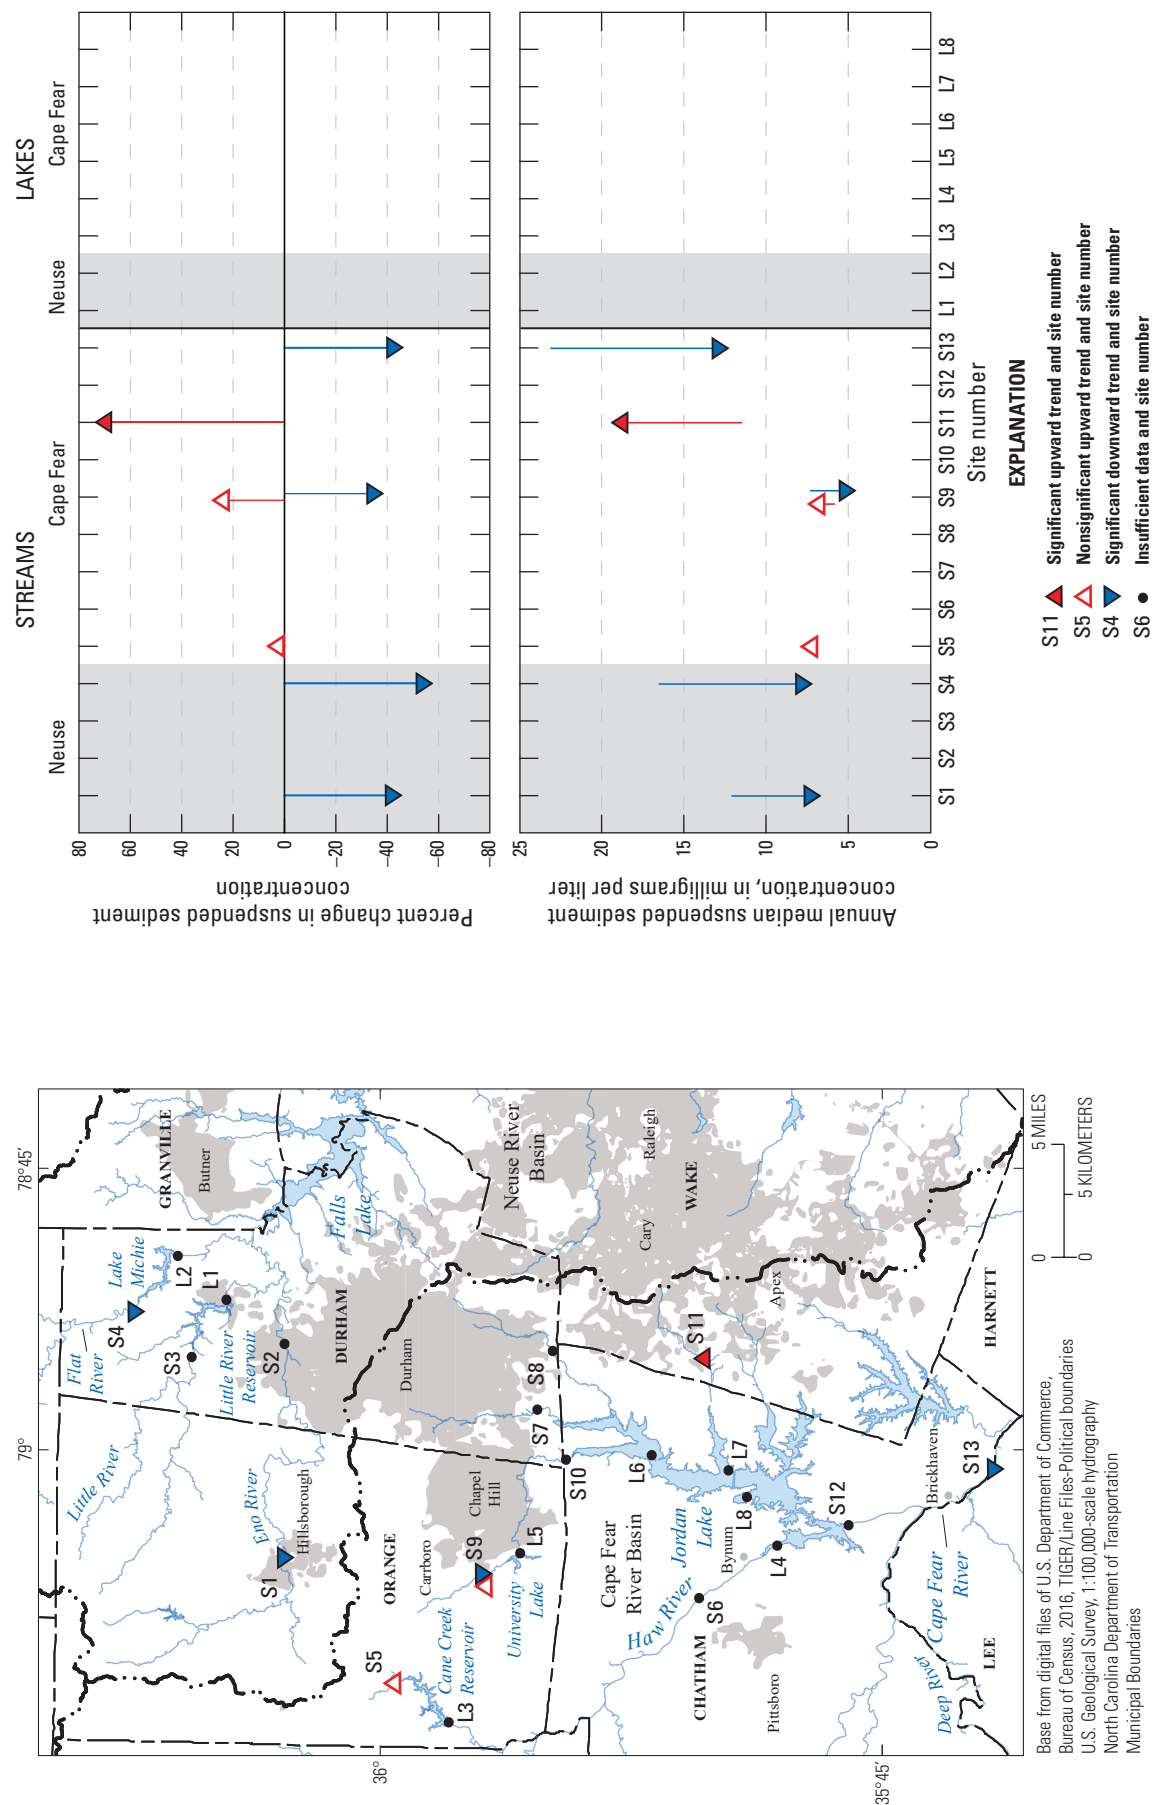 78°45'
79°
36°
35°45'
GRANVILLE
Butner
Lake
Michie
L2
L1
S4
Flat
River
S3
Little River
Reservoir
S2
Little River
Eno River
Hillsborough
S1
Falls
Lake
DURHAM
Durham
Neuse River
Basin
Raleigh
WAKE
Cary
Apex
S11
S8
S7
S10
Chapel
Hill
Carrboro
ORANGE
S9
L5
University
Lake
S5
Cane Creek
Reservoir
L3
Cape Fear
River Basin
Jordan
Lake
L6
L7
L8
Bynum
L4
S12
Haw River
S6
CHATHAM
Pittsboro
Brickhaven
S13
HARNETT
Cape Fear
River
Deep River
LEE
0 5 MILES
0 5 KILOMETERS
Base from digital files of U.S. Department of Commerce,
Bureau of Census, 2016, TIGER/Line Files-Political boundaries
U.S. Geological Survey, 1:100,000-scale hydrography
North Carolina Department of Transportation
Municipal Boundaries
STREAMS LAKES
Neuse Cape Fear Neuse Cape Fear
Percent change in suspended sediment
concentration
80
60
40
20
0
−20
−40
−60
−80
Annual median suspended sediment
concentration, in milligrams per liter
25
20
15
10
5
0
S1 S2 S3 S4 S5 S6 S7 S8 S9 S10 S11 S12 S13 L1 L2 L3 L4 L5 L6 L7 L8
Site number
EXPLANATION
S11 Significant upward trend and site number
S5 Nonsignificant upward trend and site number
S4 Significant downward trend and site number
S6 Insufficient data and site number